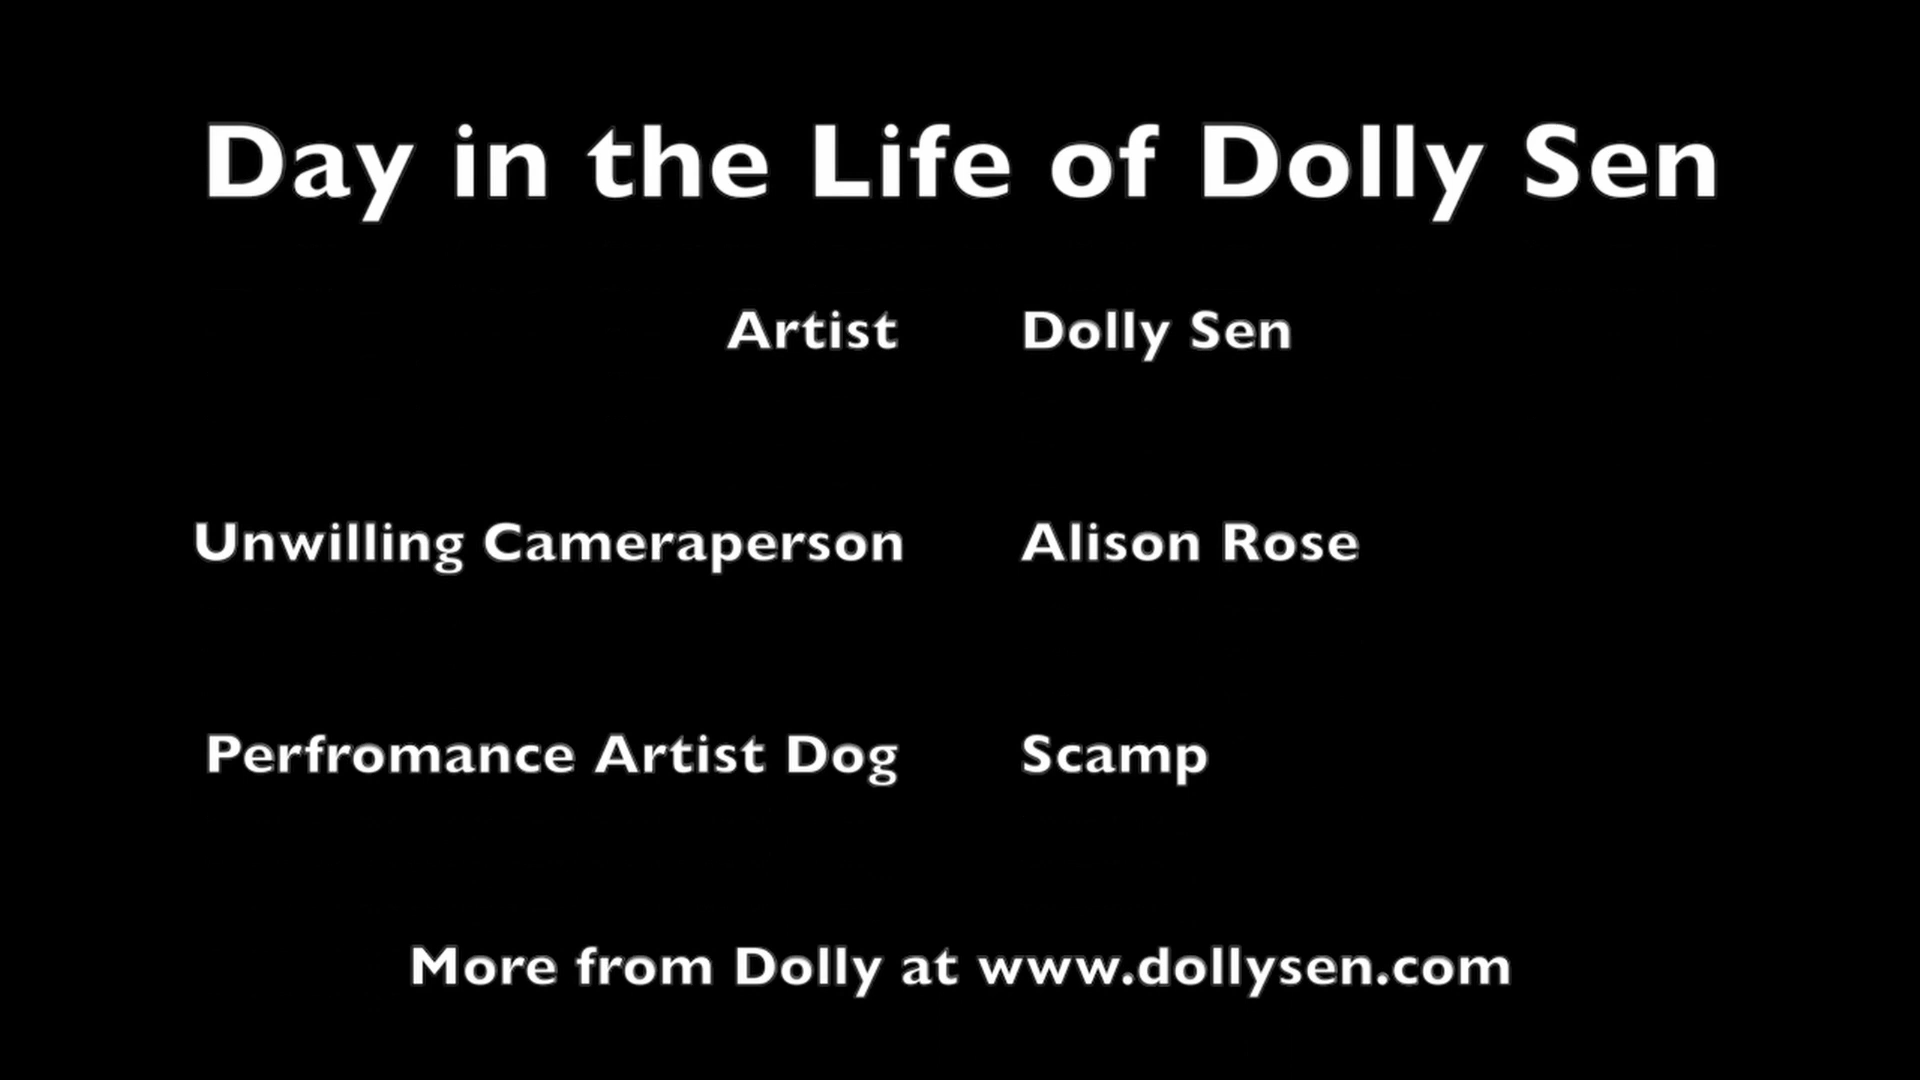 Day in the Life of Dolly Sen
Artist Dolly Sen
Unwilling Cameraperson Alison Rose
Perfromance Artist Dog Scamp
More from Dolly at www.dollysen.com